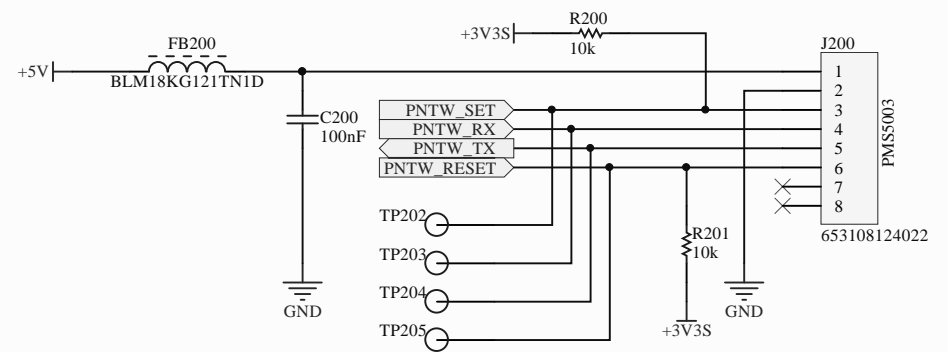 R200
+3V3S
10k
J200
FB200
+5V
BLM18KG121TN1D
1
2
PNTW_SET
3
PNTW_RX
4
PNTW_TX
5
PNTW_RESET
6
7
8
PMS5003
C200
100nF
TP202
TP203
TP204
TP205
R201
10k
653108124022
GND
GND
+3V3S